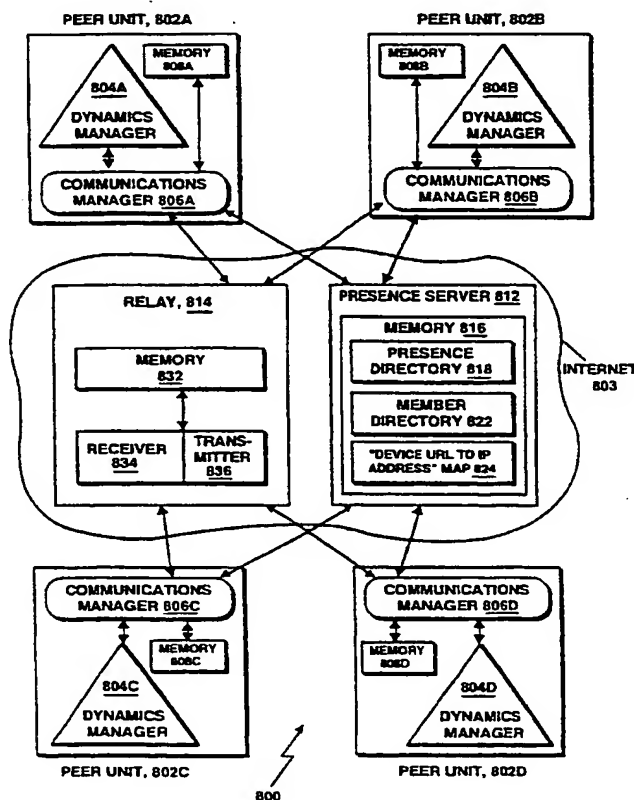 PEER UNIT, 802A
804A
DYNAMICS
MANAGER
MEMORY
808A
COMMUNICATIONS
MANAGER 806A
PEER UNIT, 802B
MEMORY
808B
804B
DYNAMICS
MANAGER
COMMUNICATIONS
MANAGER 806B
RELAY, 814
MEMORY
832
RECEIVER
834
TRANS-
MITTER
836
PRESENCE SERVER 812
MEMORY 816
PRESENCE
DIRECTORY 818
MEMBER
DIRECTORY 822
"DEVICE URL TO IP
ADDRESS" MAP 824
INTERNET
803
COMMUNICATIONS
MANAGER 806C
MEMORY
808C
804C
DYNAMICS
MANAGER
PEER UNIT, 802C
COMMUNICATIONS
MANAGER 806D
MEMORY
808D
804D
DYNAMICS
MANAGER
PEER UNIT, 802D
800